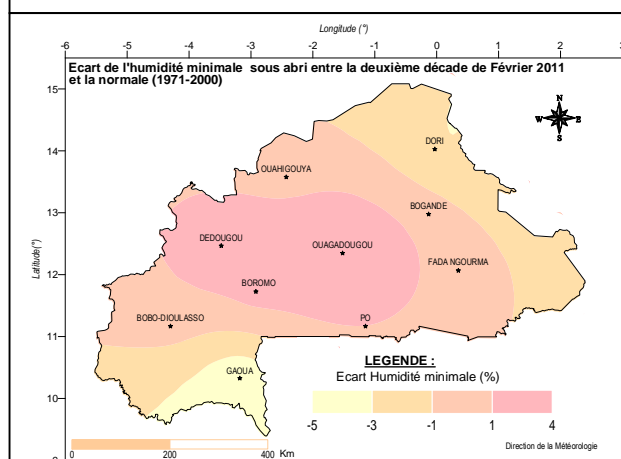 Longitude (°)
-6 -5 -4 -3 -2 -1 0 1 2
Ecart de l'humidité minimale sous abri entre la deuxième décade de Février 2011
et la normale (1971-2000)
N
W E
S
15
14
13
12
11
10
Latitude(°)
DORI
OUAHIGOUYA
BOGANDE
DEDOUGOU
OUAGADOUGOU
FADA NGOURMA
BOROMO
BOBO-DIOULASSO
PO
GAOUA
LEGENDE :
Ecart Humidité minimale (%)
-5 -3 -1 1 4
0 200 400 Km
Direction de la Météorologie